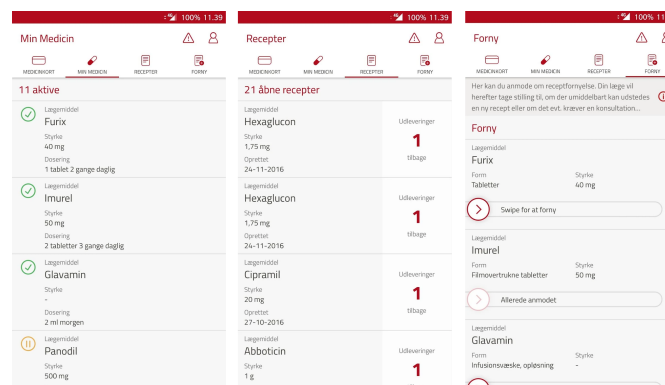 100% 11.39
Min Medicin
MEDICINKORT MIN MEDICIN RECEPTER FORNY
11 aktive
Lægemiddel
Furix
Styrke
40 mg
Dosering
1 tablet 2 gange daglig
Lægemiddel
Imurel
Styrke
50 mg
Dosering
2 tabletter 3 gange daglig
Lægemiddel
Glavamin
Styrke
-
Dosering
2 ml morgen
Lægemiddel
Panodil
Styrke
500 mg
100% 11.39
Recepter
MEDICINKORT MIN MEDICIN RECEPTER FORNY
21 åbne recepter
Lægemiddel
Hexaglucon
Styrke
1,75 mg
Oprettet
24-11-2016
Udleveringer
1
tilbage
Lægemiddel
Hexaglucon
Styrke
1,75 mg
Oprettet
24-11-2016
Udleveringer
1
tilbage
Lægemiddel
Cipramil
Styrke
20 mg
Oprettet
27-10-2016
Udleveringer
1
tilbage
Lægemiddel
Abboticin
Styrke
1 g
Udleveringer
1
100% 11
Forny
MEDICINKORT MIN MEDICIN RECEPTER FORNY
Her kan du anmode om receptfornyelse. Din læge vil
herefter tage stilling til, om der umiddelbart kan udstedes
en ny recept eller om det evt. kræver en konsultation...
Forny
Lægemiddel
Furix
Form Styrke
Tabletter 40 mg
Swipe for at forny
Lægemiddel
Imurel
Form Styrke
Filmovertrukne tabletter 50 mg
Allerede anmodet
Lægemiddel
Glavamin
Form Styrke
Infusionsvæske, opløsning -